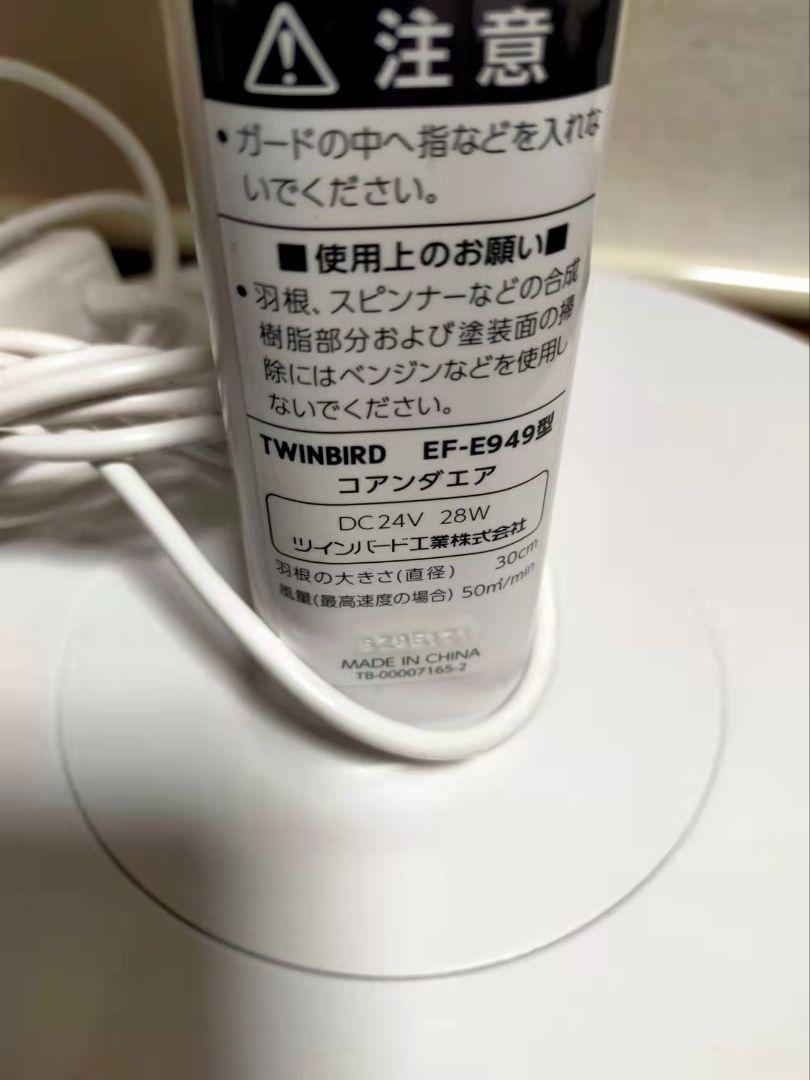 注意
・ガードの中へ指などを入れな
いでください。
■使用上のお願い■
・羽根、スピンナーなどの合成
樹脂部分および塗装面の掃
除にはベンジンなどを使用し
ないでください。
TWINBIRD EF-E949型
コアンダエア
DC24V 28W
ツインバード工業株式会社
羽根の大きさ(直径) 30cm
風量(最高速度の場合) 50㎥/min
MADE IN CHINA
TB-00007165-2